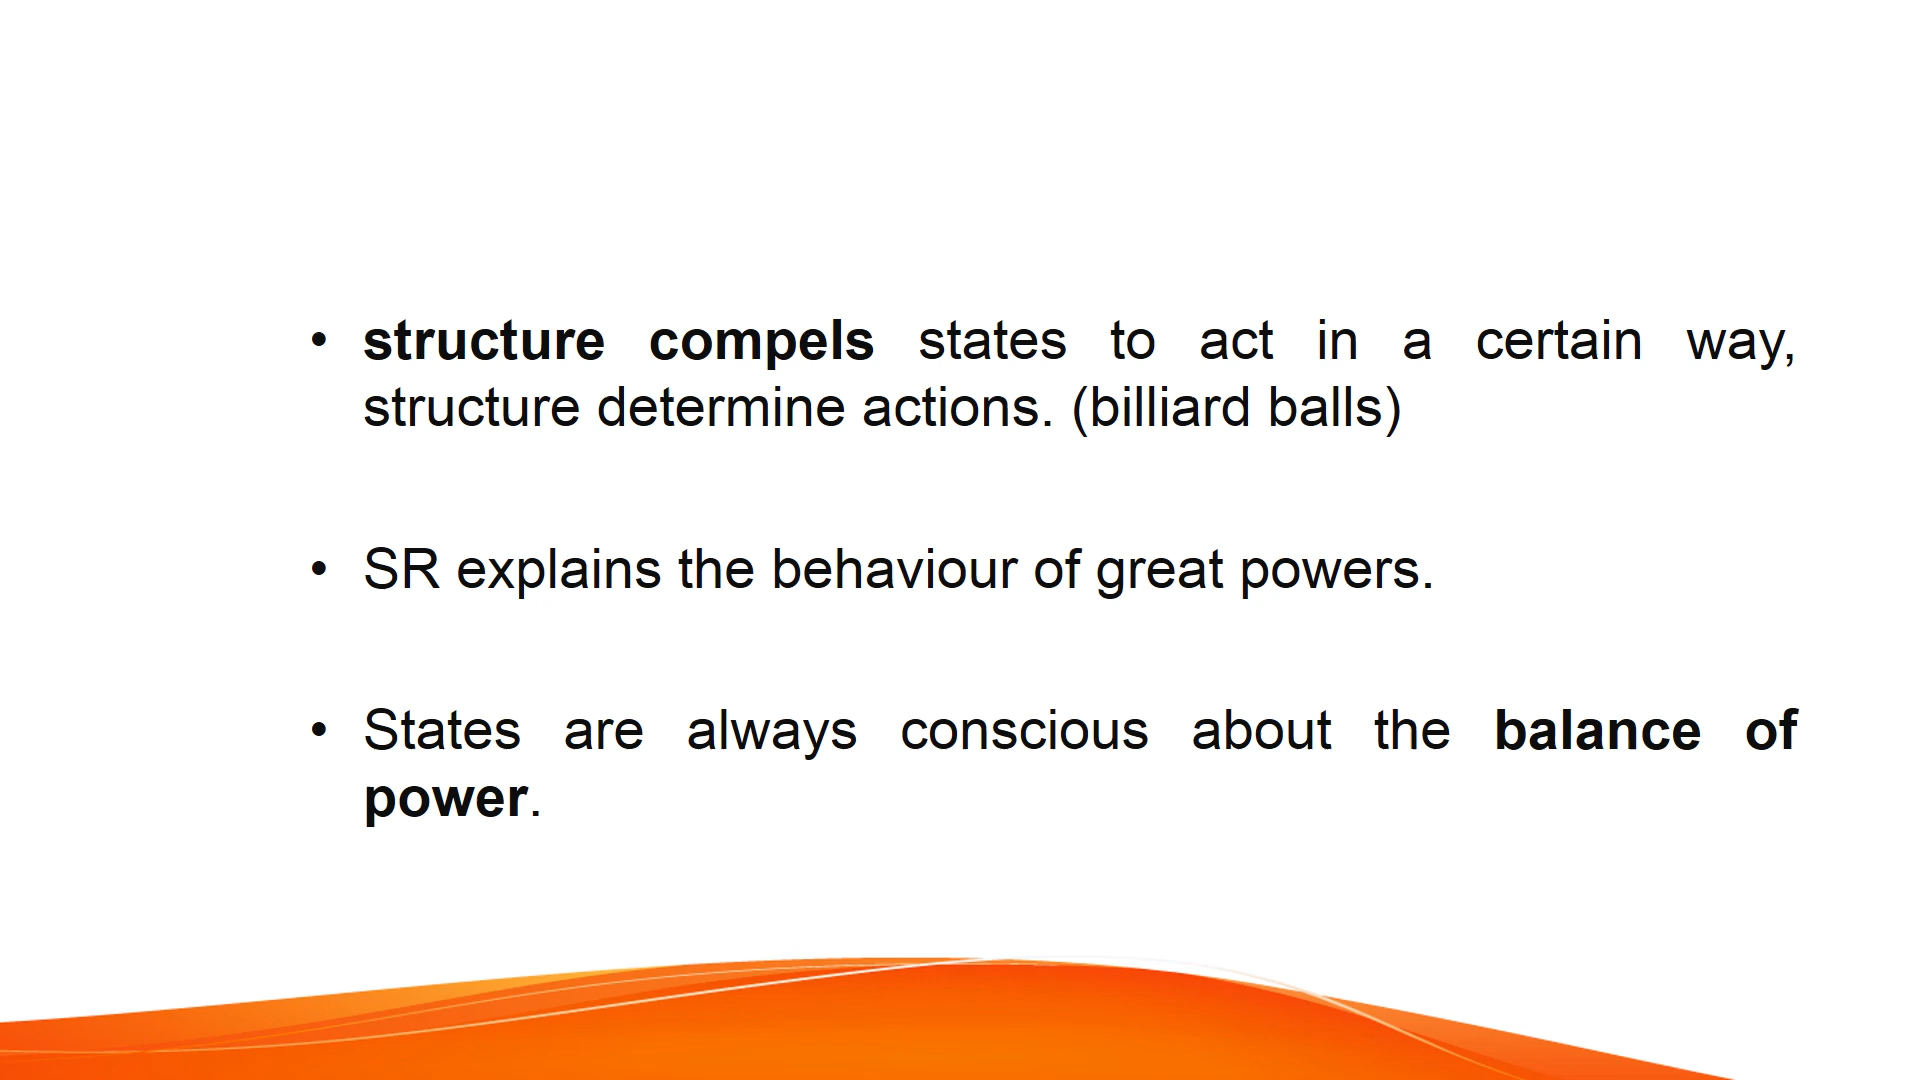 • structure compels states to act in a certain way,
structure determine actions. (billiard balls)
• SR explains the behaviour of great powers.
• States are always conscious about the balance of
power.